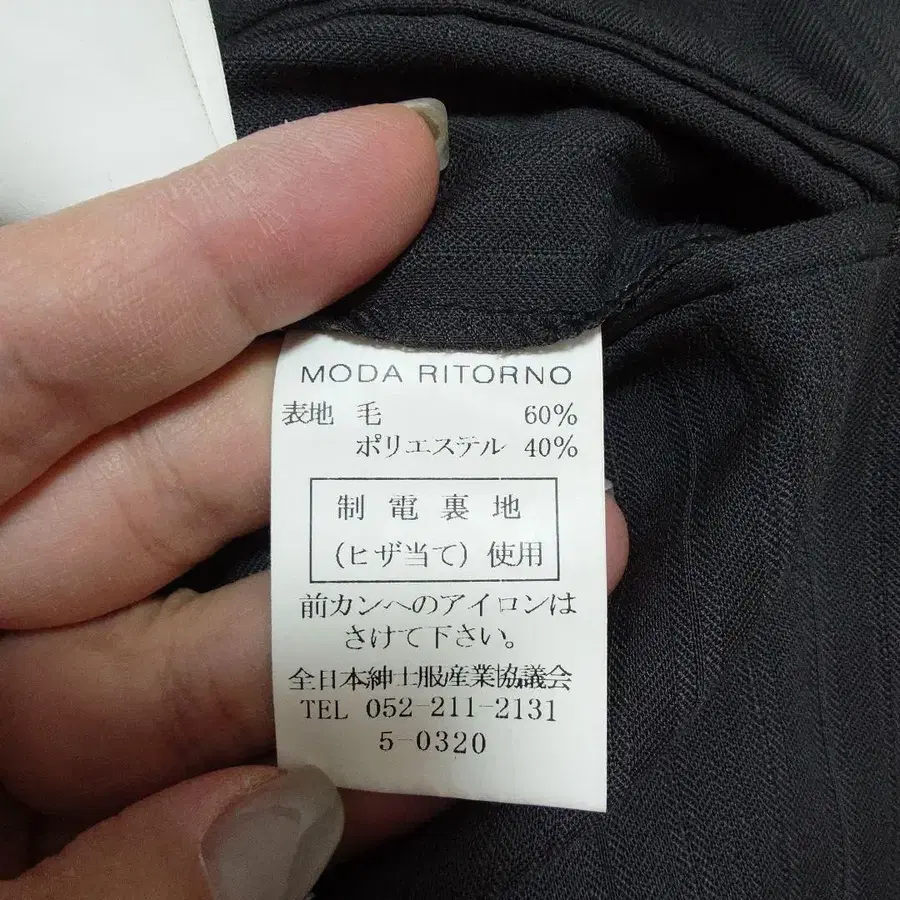 MODA RITORNO
表地 毛 60%
ポリエステル 40%
制電裏地
(ヒザ当て) 使用
前カンへのアイロンは
さけて下さい。
全日本紳士服産業協議会
TEL 052-211-2131
5-0320